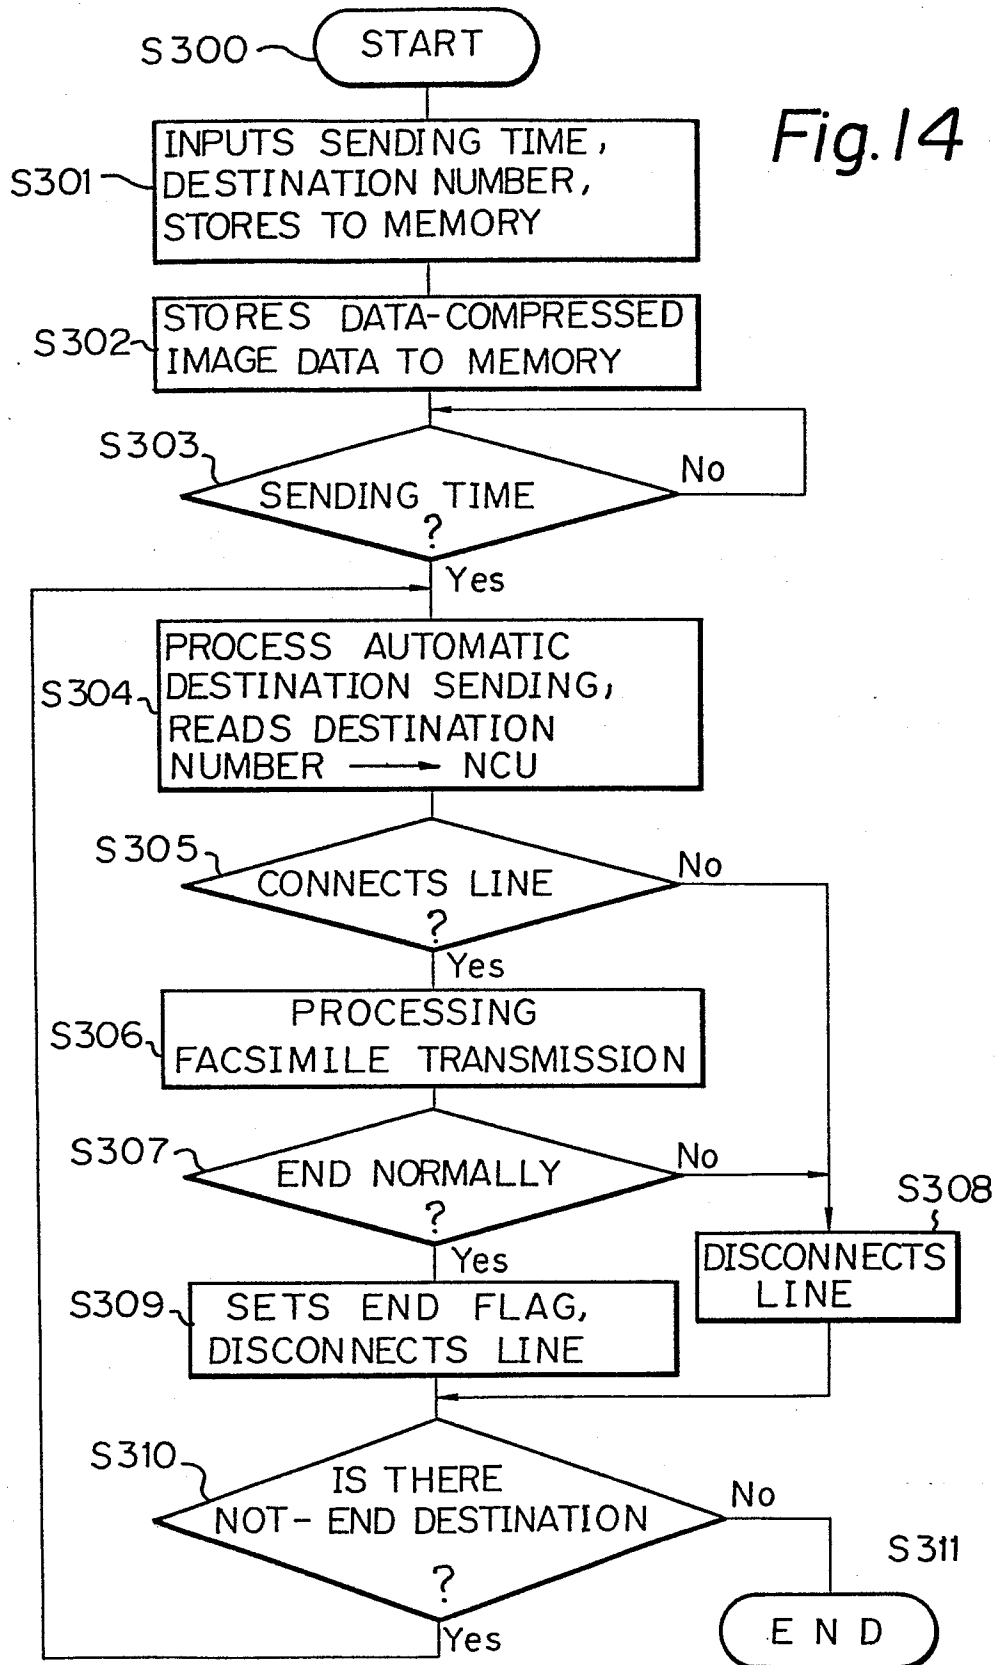 S300
START
Fig. 14
S301
INPUTS SENDING TIME,
DESTINATION NUMBER,
STORES TO MEMORY
S302
STORES DATA-COMPRESSED
IMAGE DATA TO MEMORY
S303
SENDING TIME
?
No
Yes
S304
PROCESS AUTOMATIC
DESTINATION SENDING,
READS DESTINATION
NUMBER → NCU
S305
CONNECTS LINE
?
No
Yes
S306
PROCESSING
FACSIMILE TRANSMISSION
S307
END NORMALLY
?
No
Yes
S308
DISCONNECTS
LINE
S309
SETS END FLAG,
DISCONNECTS LINE
S310
IS THERE
NOT-END DESTINATION
?
No
Yes
S311
END